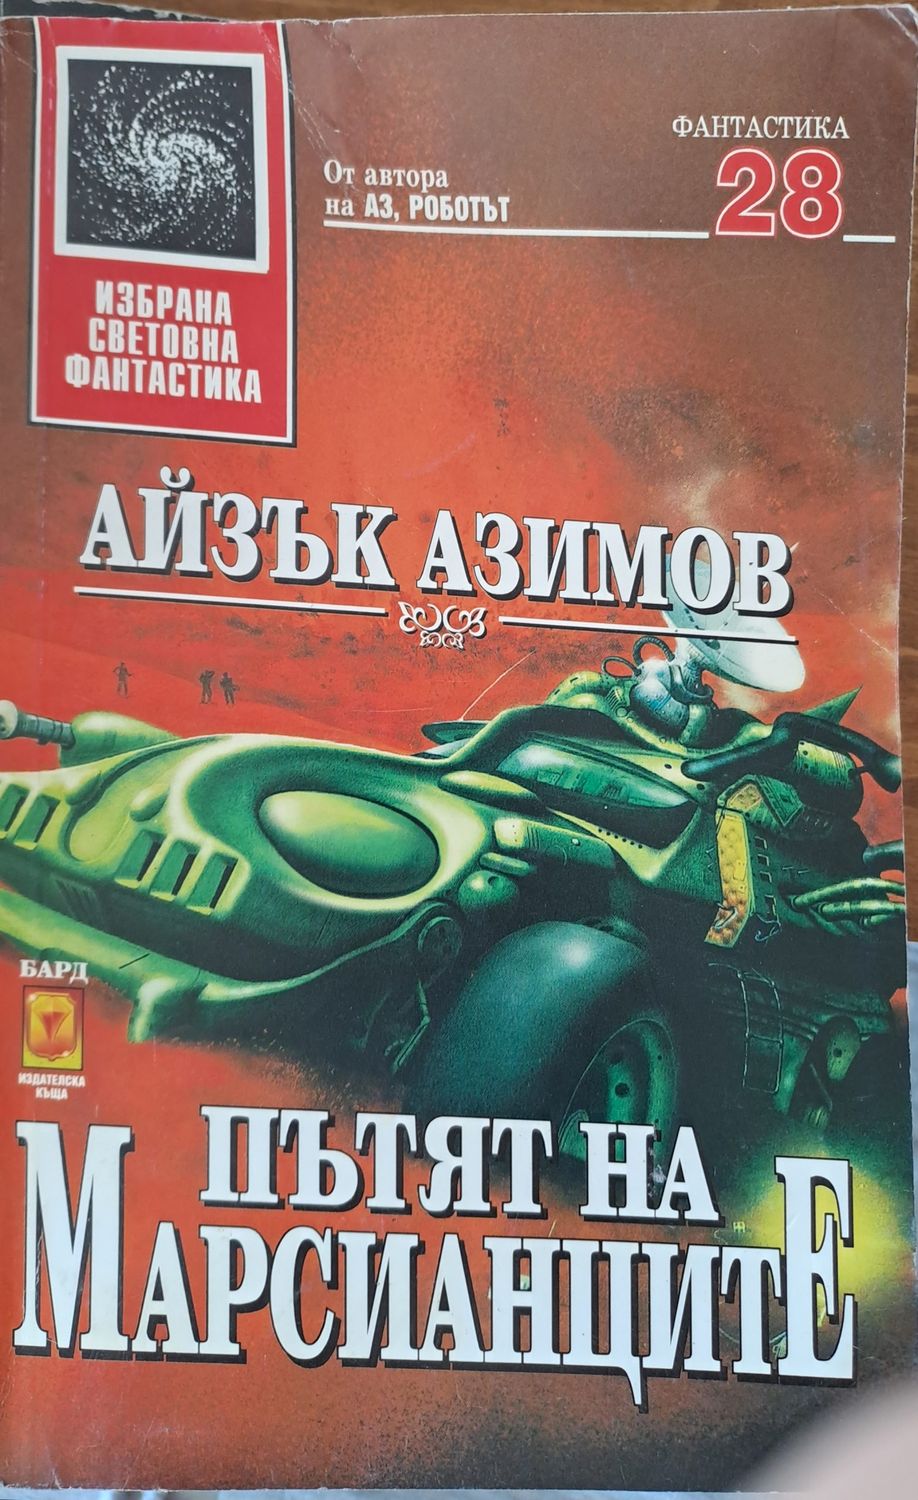 ФАНТАСТИКА
28
От автора
на АЗ, РОБОТЪТ
ИЗБРАНА
СВЕТОВНА
ФАНТАСТИКА
АЙЗЪК АЗИМОВ
БАРД
ИЗДАТЕЛСКА
КЪЩА
ПЪТЯТ НА
МАРСИАНЦИТЕ